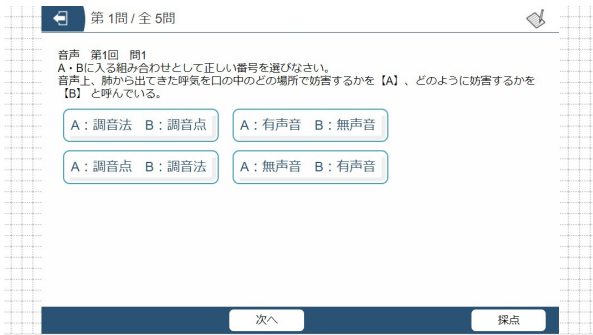 第 1問 / 全 5問
音声 第1回 問1
A・Bに入る組み合わせとして正しい番号を選びなさい。
音声上、肺から出てきた呼気を口の中のどの場所で妨害するかを【A】、どのように妨害するかを
【B】 と呼んでいる。
A：調音法 B：調音点
A：有声音 B：無声音
A：調音点 B：調音法
A：無声音 B：有声音
次へ
採点